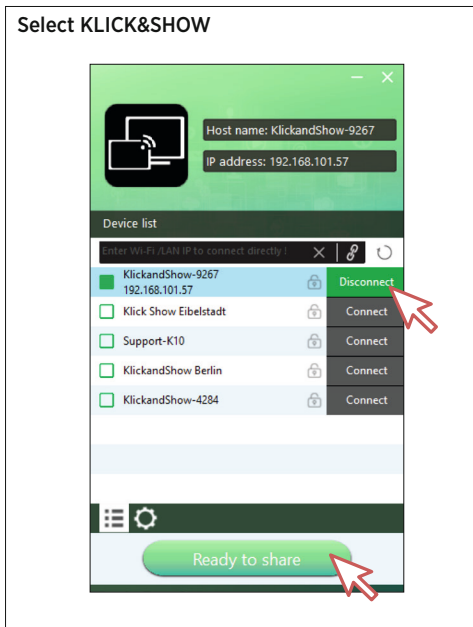 Select KLICK&SHOW
Host name: KlickandShow-9267
IP address: 192.168.101.57
Device list
Enter Wi-Fi /LAN IP to connect directly !
KlickandShow-9267
192.168.101.57
Disconnect
Klick Show Eibelstadt
Connect
Support-K10
Connect
KlickandShow Berlin
Connect
KlickandShow-4284
Connect
Ready to share